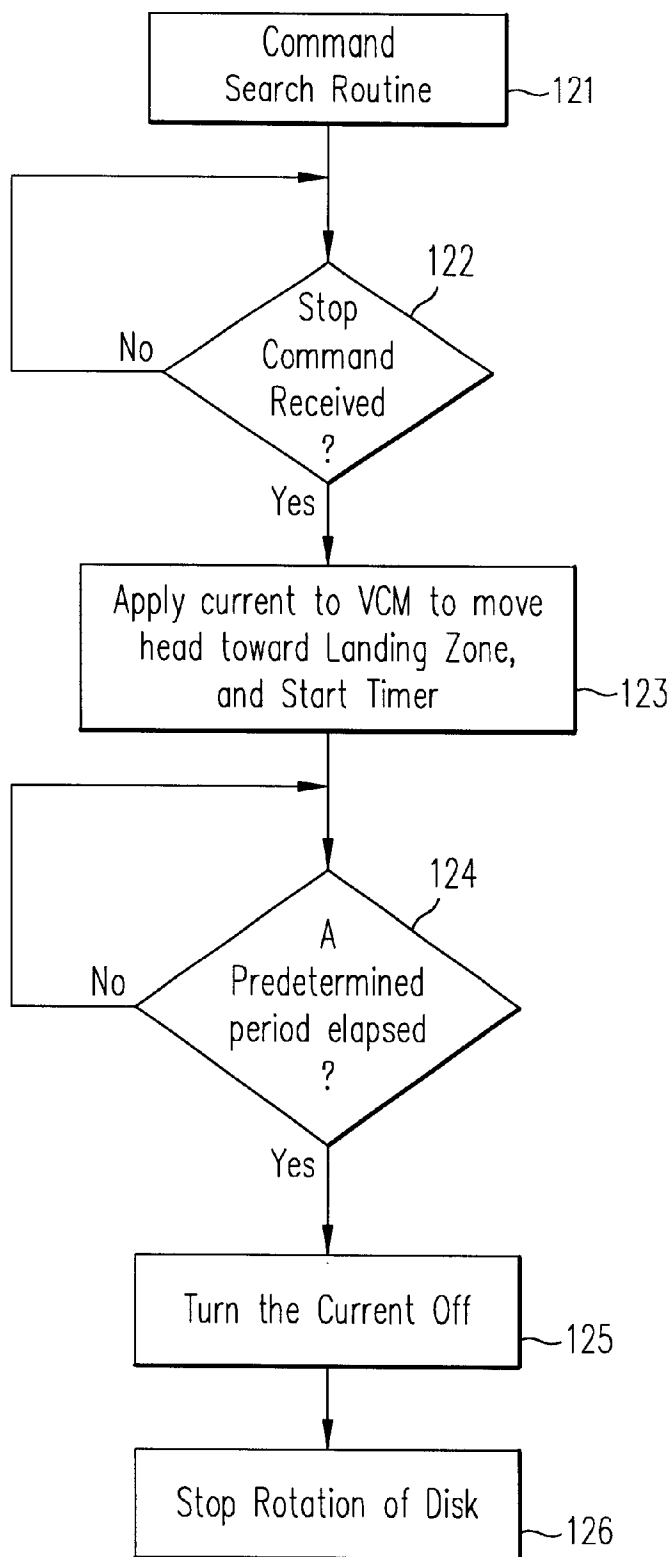 Command
Search Routine
121
122
Stop
Command
Received
?
No
Yes
Apply current to VCM to move
head toward Landing Zone,
and Start Timer
123
124
A
Predetermined
period elapsed
?
No
Yes
Turn the Current Off
125
Stop Rotation of Disk
126